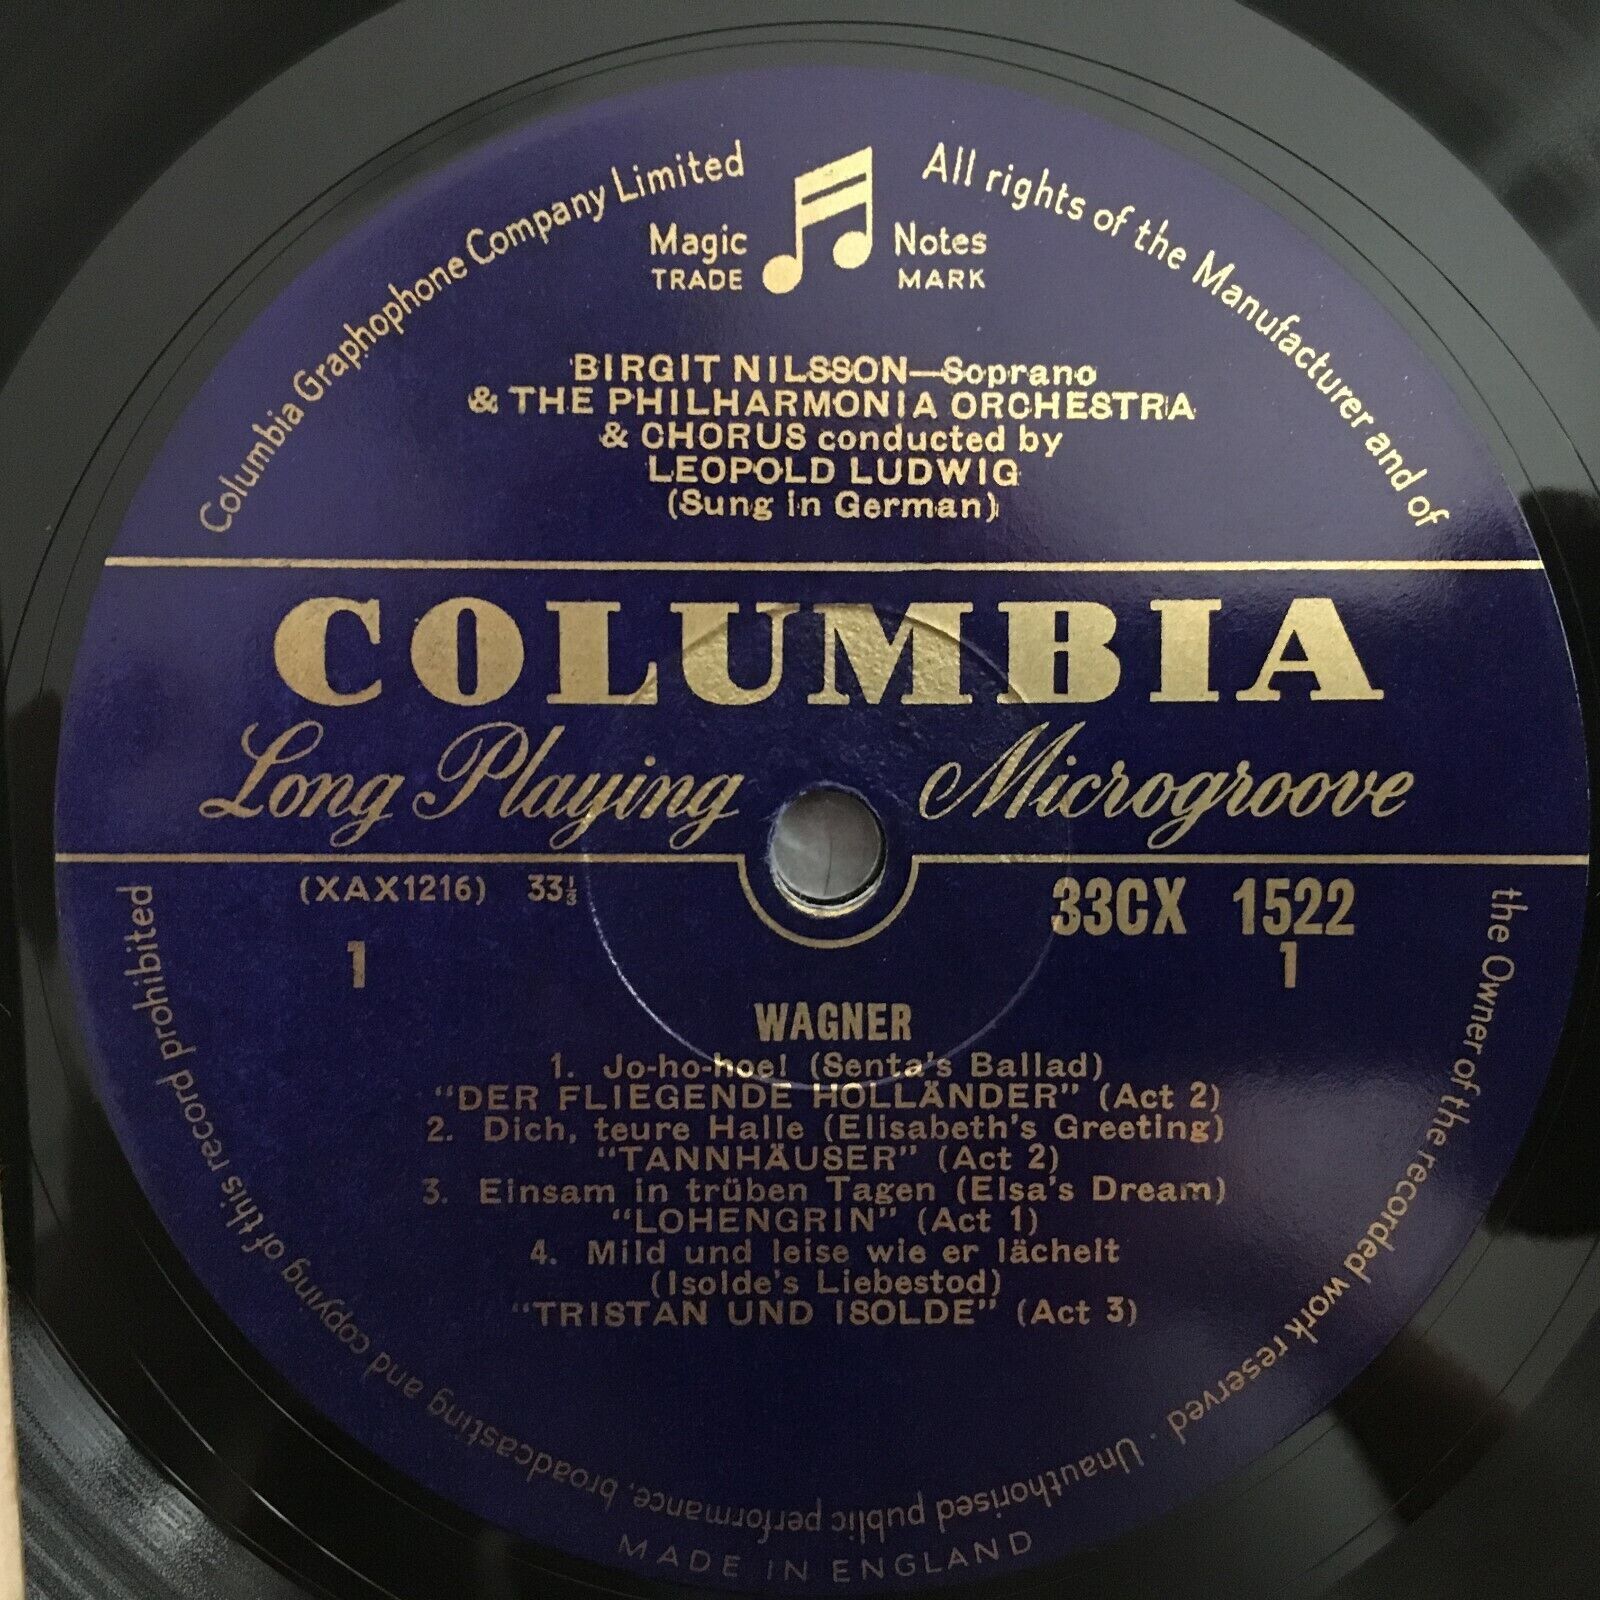 Columbia Graphophone Company Limited
All rights of the Manufacturer and of
the Owner of the recorded work reserved · Unauthorised public performance, broadcasting and copying of this record prohibited
Magic Notes
TRADE MARK
BIRGIT NILSSON—Soprano
& THE PHILHARMONIA ORCHESTRA
& CHORUS conducted by
LEOPOLD LUDWIG
(Sung in German)
COLUMBIA
Long Playing Microgroove
(XAX1216) 33⅓ 33CX 1522
1 1
WAGNER
1. Jo-ho-hoe! (Senta's Ballad)
"DER FLIEGENDE HOLLÄNDER" (Act 2)
2. Dich, teure Halle (Elisabeth's Greeting)
"TANNHÄUSER" (Act 2)
3. Einsam in trüben Tagen (Elsa's Dream)
"LOHENGRIN" (Act 1)
4. Mild und leise wie er lächelt
(Isolde's Liebestod)
"TRISTAN UND ISOLDE" (Act 3)
MADE IN ENGLAND